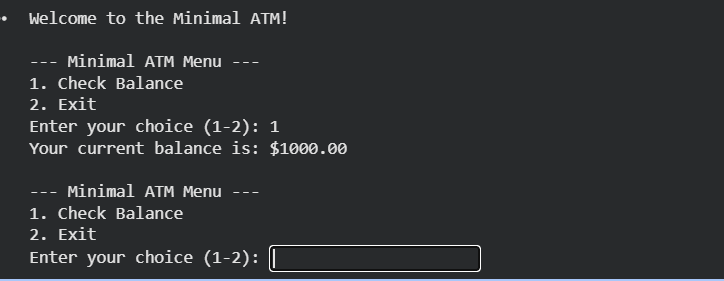 Welcome to the Minimal ATM!
--- Minimal ATM Menu ---
1. Check Balance
2. Exit
Enter your choice (1-2): 1
Your current balance is: $1000.00
--- Minimal ATM Menu ---
1. Check Balance
2. Exit
Enter your choice (1-2):